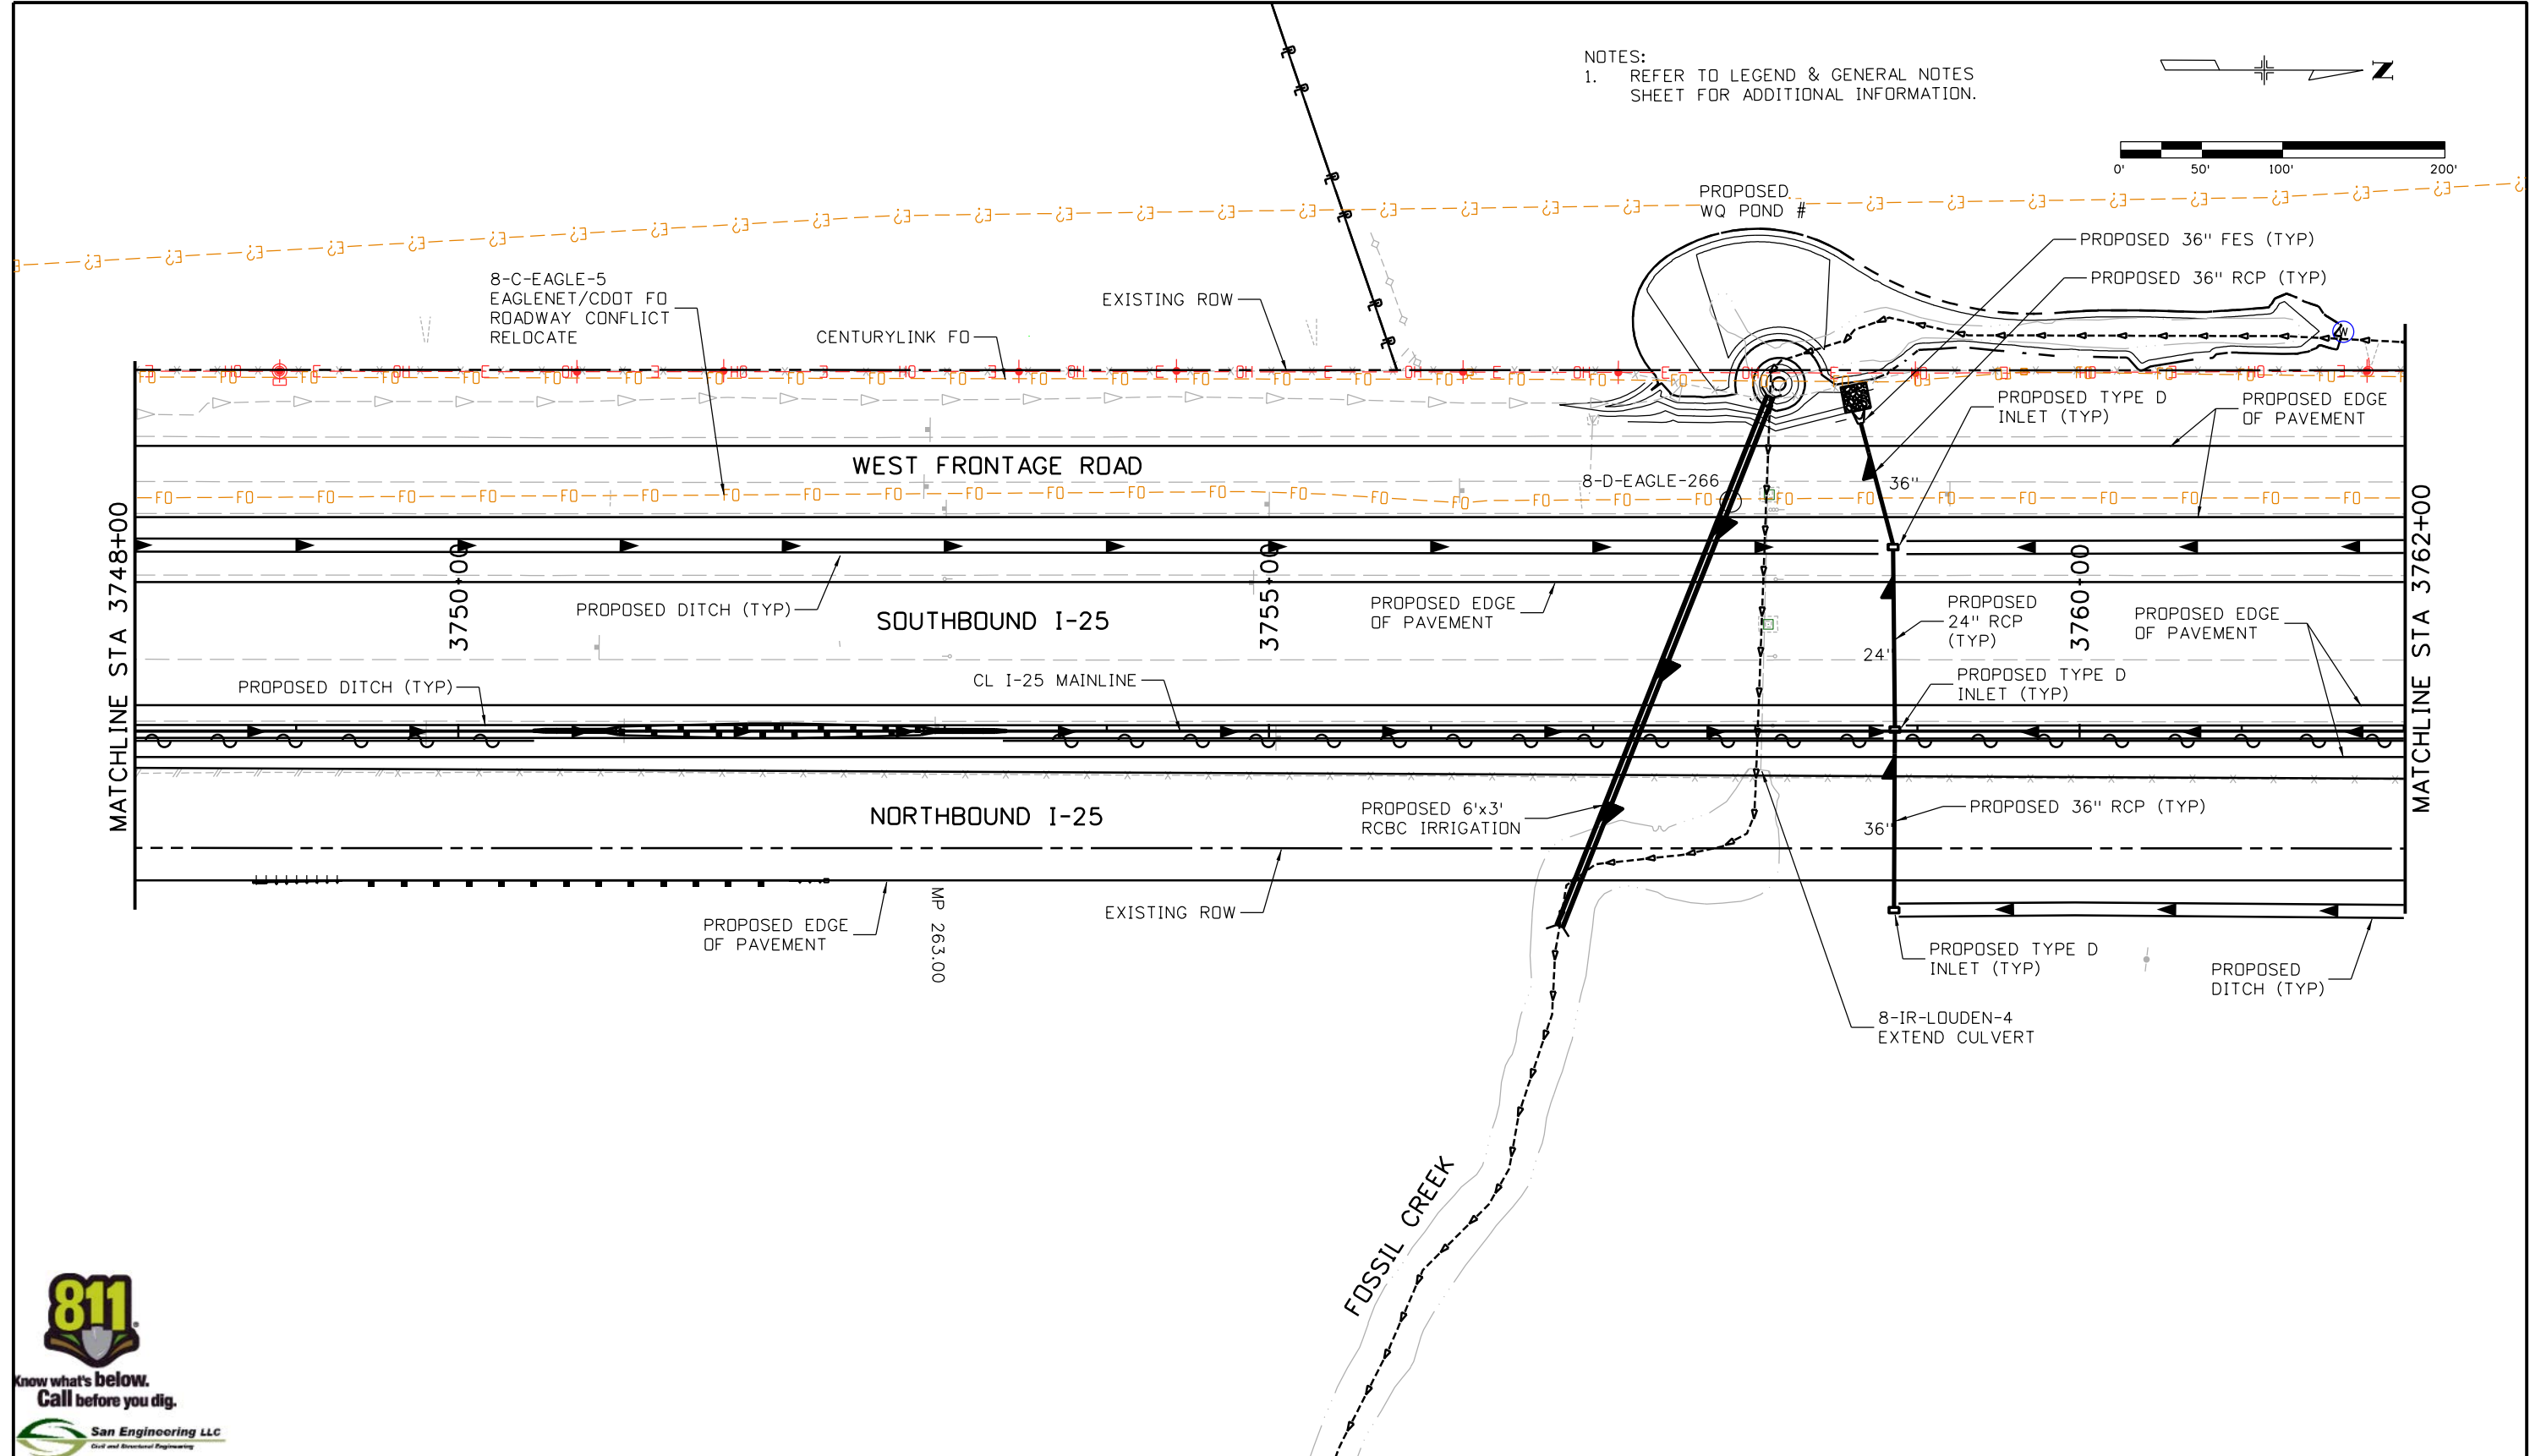 NOTES:
1. REFER TO LEGEND & GENERAL NOTES
SHEET FOR ADDITIONAL INFORMATION.
N
0' 50' 100' 200'
PROPOSED
WQ POND #
PROPOSED 36" FES (TYP)
PROPOSED 36" RCP (TYP)
8-C-EAGLE-5
EAGLENET/CDOT FO
ROADWAY CONFLICT
RELOCATE
CENTURYLINK FO
EXISTING ROW
PROPOSED TYPE D
INLET (TYP)
PROPOSED EDGE
OF PAVEMENT
WEST FRONTAGE ROAD
8-D-EAGLE-266
36"
MATCHLINE STA 3748+00
3750+00
3755+00
3760+00
MATCHLINE STA 3762+00
PROPOSED DITCH (TYP)
SOUTHBOUND I-25
PROPOSED EDGE
OF PAVEMENT
PROPOSED
24" RCP
(TYP)
24"
PROPOSED EDGE
OF PAVEMENT
PROPOSED DITCH (TYP)
CL I-25 MAINLINE
PROPOSED TYPE D
INLET (TYP)
NORTHBOUND I-25
PROPOSED 6'x3'
RCBC IRRIGATION
36"
PROPOSED 36" RCP (TYP)
PROPOSED EDGE
OF PAVEMENT
MP 263.00
EXISTING ROW
PROPOSED TYPE D
INLET (TYP)
PROPOSED
DITCH (TYP)
8-IR-LOUDEN-4
EXTEND CULVERT
FOSSIL CREEK
811
Know what's below.
Call before you dig.
San Engineering LLC
Civil and Structural Engineering